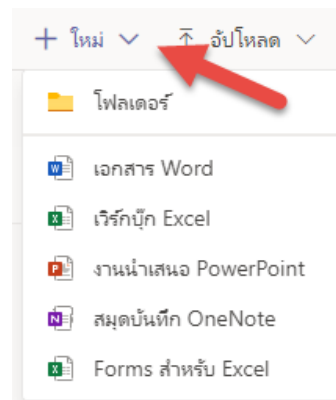 ใหม่ อัปโหลด
โฟลเดอร์
เอกสาร Word
เวิร์กบุ๊ก Excel
งานนำเสนอ PowerPoint
สมุดบันทึก OneNote
Forms สำหรับ Excel